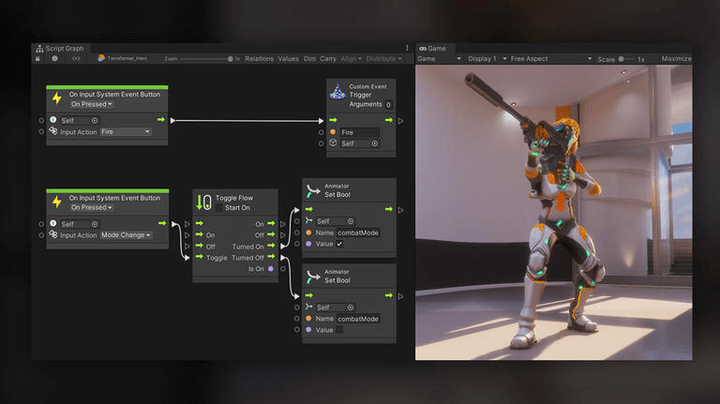 Script Graph
Tarraformer_Hero
Zoom
1x
Relations
Values
Dim
Carry
Align
Distribute
On Input System Event Button
On Pressed
Self
Input Action
Fire
Custom Event
Trigger
Arguments
0
Fire
Self
On Input System Event Button
On Pressed
Self
Input Action
Mode Change
Toggle Flow
Start On
On
On
Off
Off
Turned On
Toggle
Turned Off
Is On
Animator
Set Bool
Self
Name
combatMode
Value
Animator
Set Bool
Self
Name
combatMode
Value
Game
Game
Display 1
Free Aspect
Scale
1x
Maximize